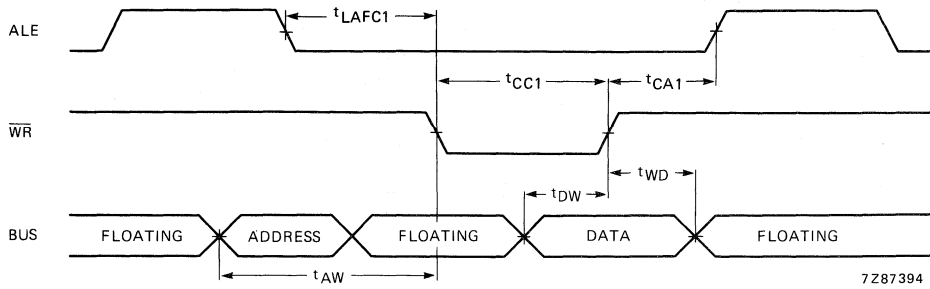 ALE
tLAFC1
tCC1
tCA1
WR
tDW
tWD
BUS
FLOATING ADDRESS FLOATING DATA FLOATING
tAW
7Z87394